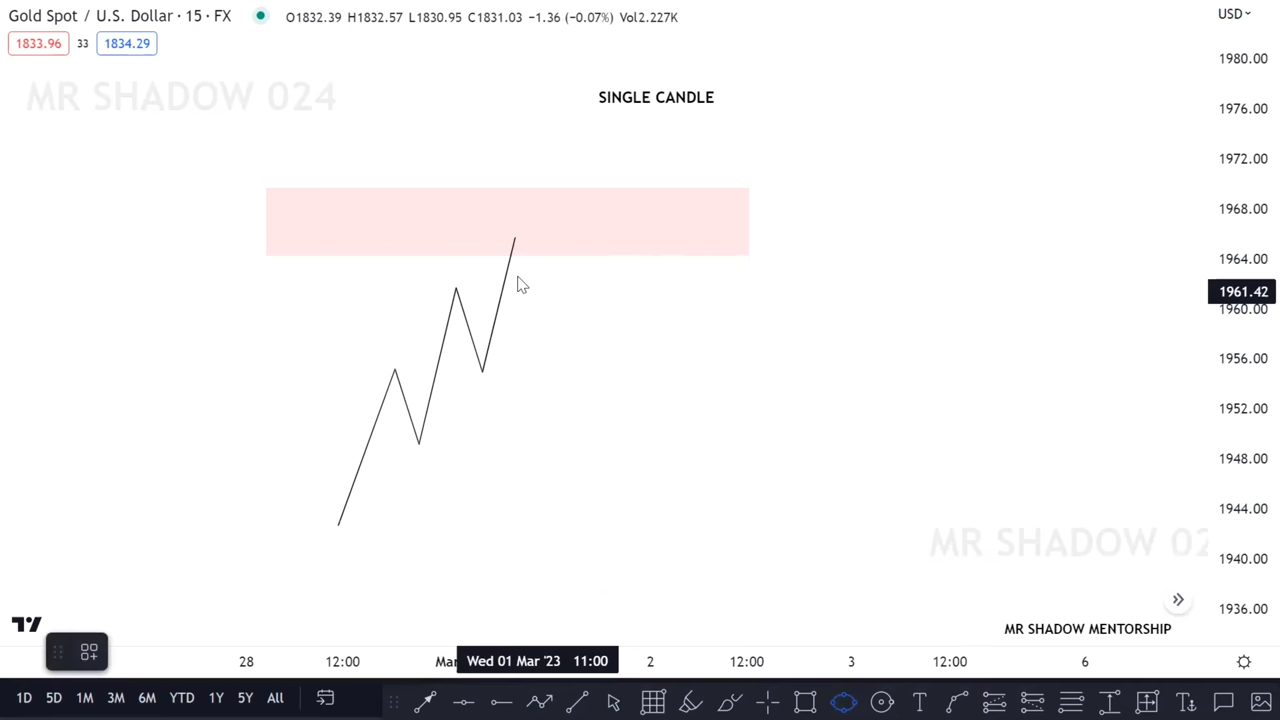 Gold Spot / U.S. Dollar · 15 · FX
O1832.39 H1832.57 L1830.95 C1831.03 −1.36 (−0.07%) Vol2.227K
USD
1833.96 33 1834.29
MR SHADOW 024
SINGLE CANDLE
1980.00
1976.00
1972.00
1968.00
1964.00
1961.42
1960.00
1956.00
1952.00
1948.00
1944.00
1940.00
1936.00
MR SHADOW 02
MR SHADOW MENTORSHIP
28 12:00 Mar Wed 01 Mar '23 11:00 2 12:00 3 12:00 6
1D 5D 1M 3M 6M YTD 1Y 5Y All